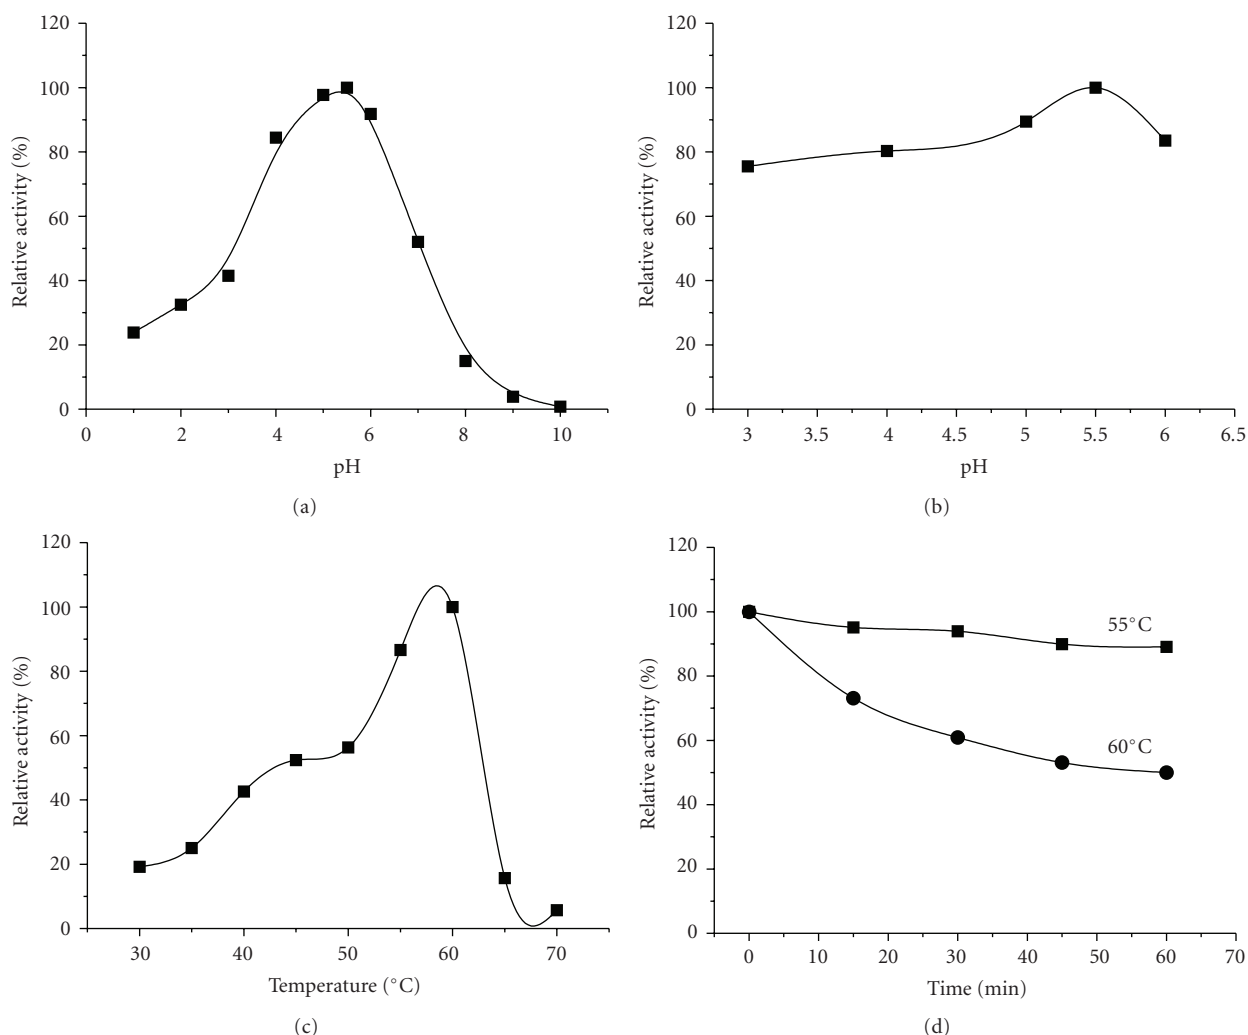 120
100
80
60
40
20
0
Relative activity (%)
0 2 4 6 8 10
pH
(a)
120
100
80
60
40
20
0
Relative activity (%)
3 3.5 4 4.5 5 5.5 6 6.5
pH
(b)
120
100
80
60
40
20
0
Relative activity (%)
30 40 50 60 70
Temperature (°C)
(c)
120
100
80
60
40
20
0
Relative activity (%)
55°C
60°C
0 10 20 30 40 50 60 70
Time (min)
(d)